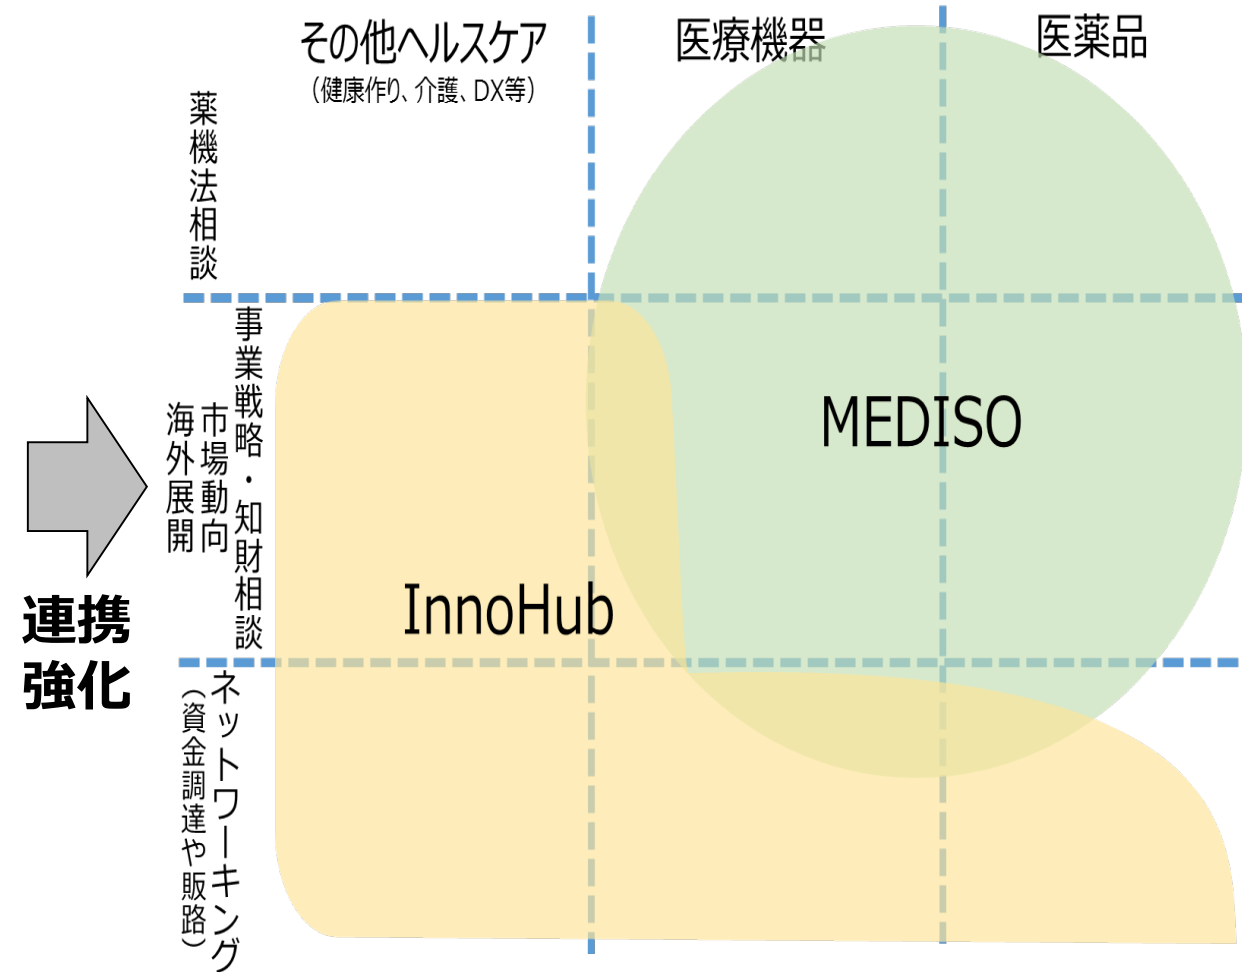 その他ヘルスケア
（健康作り、介護、DX等）
医療機器
医薬品
薬機法相談
事業戦略・知財相談
市場動向
海外展開
MEDISO
InnoHub
連携
強化
ネットワーキング
（資金調達や販路）